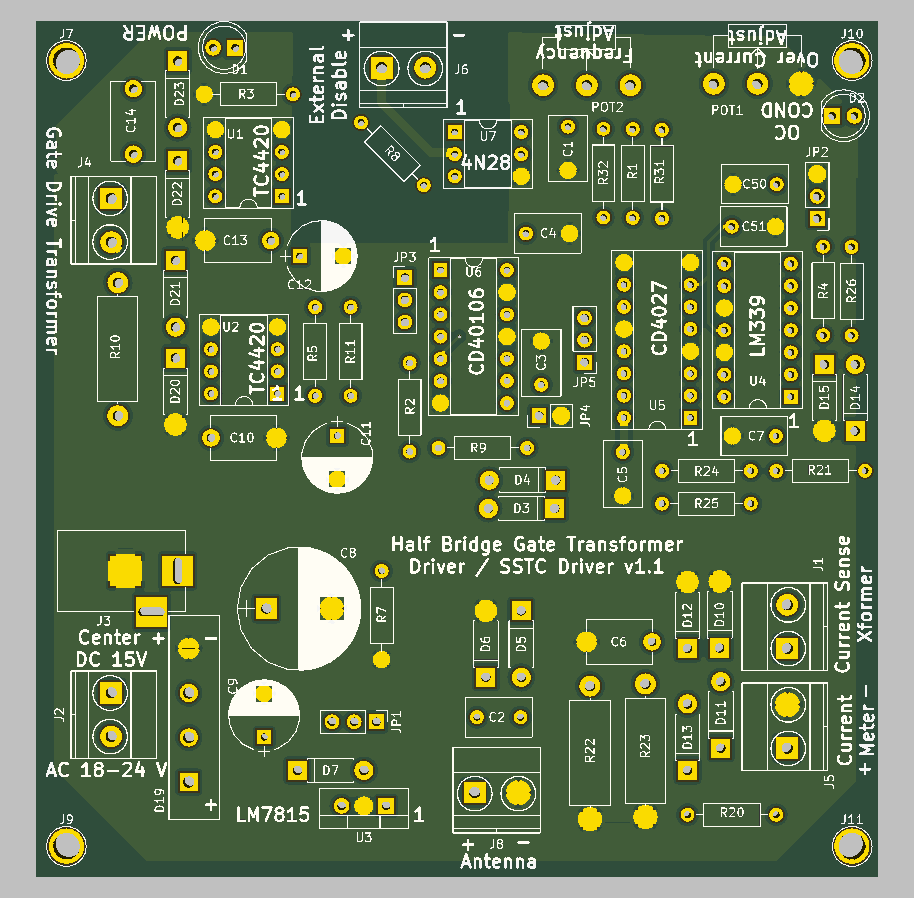 J7
POWER
D1
External
Disable
+
-
J6
1
Frequency
Adjust
POT2
Over Current
Adjust
POT1
J10
D2
OC
COND
JP2
D23
R3
C14
Gate Drive Transformer
J4
D22
U1
TC4420
1
R8
U7
4N28
C1
R32
R1
R31
C50
C51
C13
C12
C4
1
JP3
U6
CD40106
CD4027
U5
1
LM339
U4
1
R4
R26
D21
R10
U2
TC4420
1
R5
R11
C3
JP5
D20
R2
JP4
D15
D14
C10
C11
R9
C5
C7
D4
R24
R21
D3
R25
Half Bridge Gate Transformer
Driver / SSTC Driver v1.1
C8
R7
J3
Center +
DC 15V
-
D12
D10
J1
Current Sense
Xformer
D6
D5
C6
J2
C9
JP1
C2
R22
R23
D13
D11
Current
+ Meter -
J5
AC 18-24 V
D19
+
D7
LM7815
1
U3
R20
J9
+
J8
-
Antenna
J11